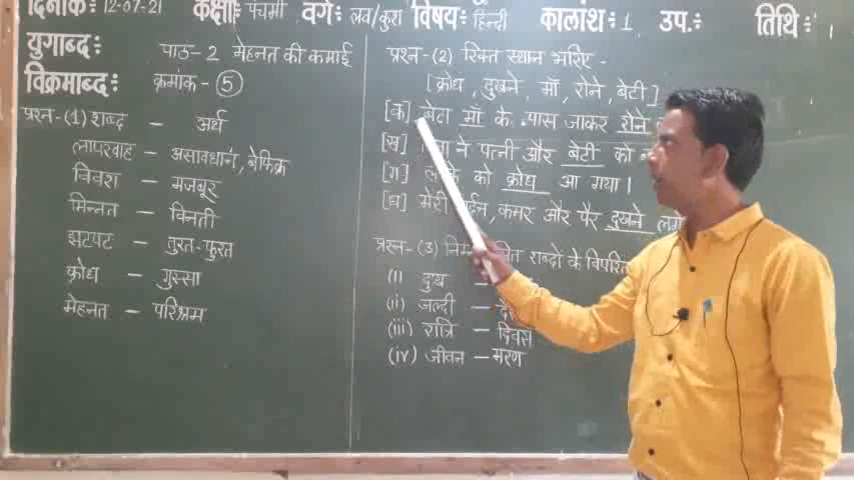 दिनांक: 12-07-21 कक्षा: पंचमी वर्ग: लव/कुश विषय: हिन्दी कालांश: 1 उप.: तिथि:
युगाब्द:
विक्रमाब्द:
पाठ-2 मेहनत की कमाई
क्रमांक - 5
प्रश्न-(1) शब्द - अर्थ
लापरवाह - असावधान, बेफिक्र
विवश - मजबूर
मिन्नत - विनती
झटपट - तुरत-फुरत
क्रोध - गुस्सा
मेहनत - परिश्रम
प्रश्न-(2) रिक्त स्थान भरिए -
[क्रोध, दुखने, माँ, रोने, बेटी]
[क] बेटा माँ के पास जाकर रोने
[ख] ने पत्नी और बेटी को
[ग] को क्रोध आ गया।
[घ] मेरी कमर और पैर दुखने
प्रश्न-(3) शब्दों के
(i)
(ii) जल्दी -
(iii) रात्रि - दिवस
(iv) जीवन - मरण